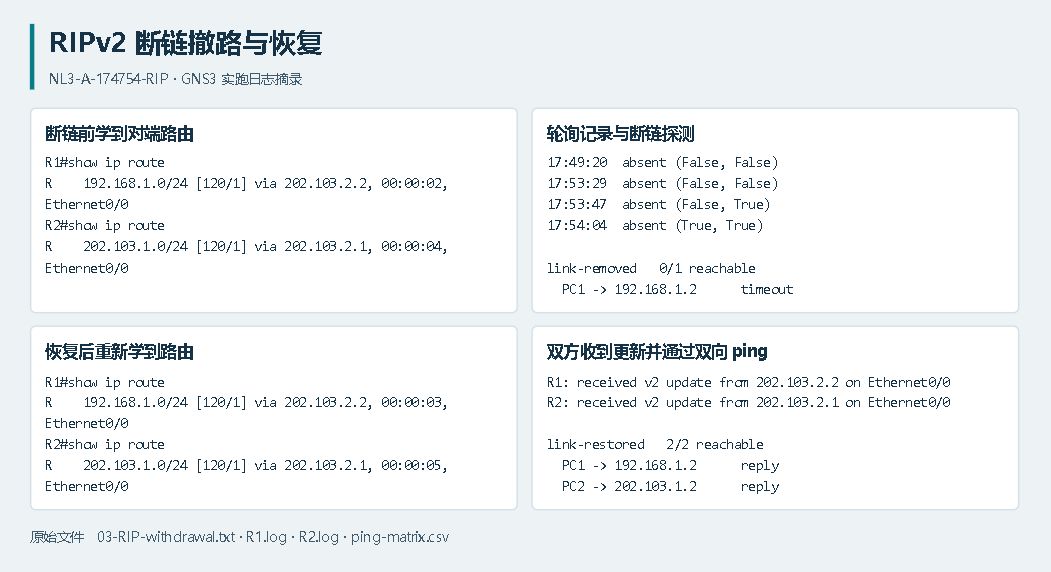 RIPv2 断链撤路与恢复
NL3-A-174754-RIP · GNS3 实跑日志摘录
断链前学到对端路由
R1#show ip route
R    192.168.1.0/24 [120/1] via 202.103.2.2, 00:00:02,
Ethernet0/0
R2#show ip route
R    202.103.1.0/24 [120/1] via 202.103.2.1, 00:00:04,
Ethernet0/0
轮询记录与断链探测
17:49:20  absent (False, False)
17:53:29  absent (False, False)
17:53:47  absent (False, True)
17:54:04  absent (True, True)
link-removed   0/1 reachable
PC1 -> 192.168.1.2      timeout
恢复后重新学到路由
R1#show ip route
R    192.168.1.0/24 [120/1] via 202.103.2.2, 00:00:03,
Ethernet0/0
R2#show ip route
R    202.103.1.0/24 [120/1] via 202.103.2.1, 00:00:05,
Ethernet0/0
双方收到更新并通过双向 ping
R1: received v2 update from 202.103.2.2 on Ethernet0/0
R2: received v2 update from 202.103.2.1 on Ethernet0/0
link-restored   2/2 reachable
PC1 -> 192.168.1.2      reply
PC2 -> 202.103.1.2      reply
原始文件   03-RIP-withdrawal.txt · R1.log · R2.log · ping-matrix.csv